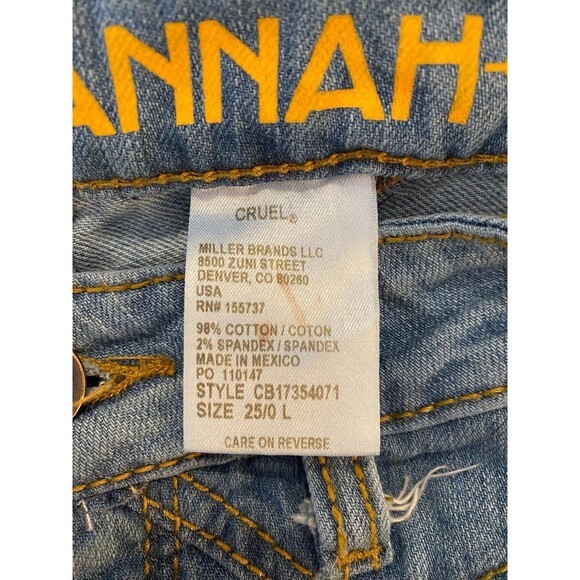 ANNAH
CRUEL®
MILLER BRANDS LLC
8500 ZUNI STREET
DENVER, CO 80260
USA
RN# 155737
98% COTTON / COTON
2% SPANDEX / SPANDEX
MADE IN MEXICO
PO 110147
STYLE CB17354071
SIZE 25/0 L
CARE ON REVERSE